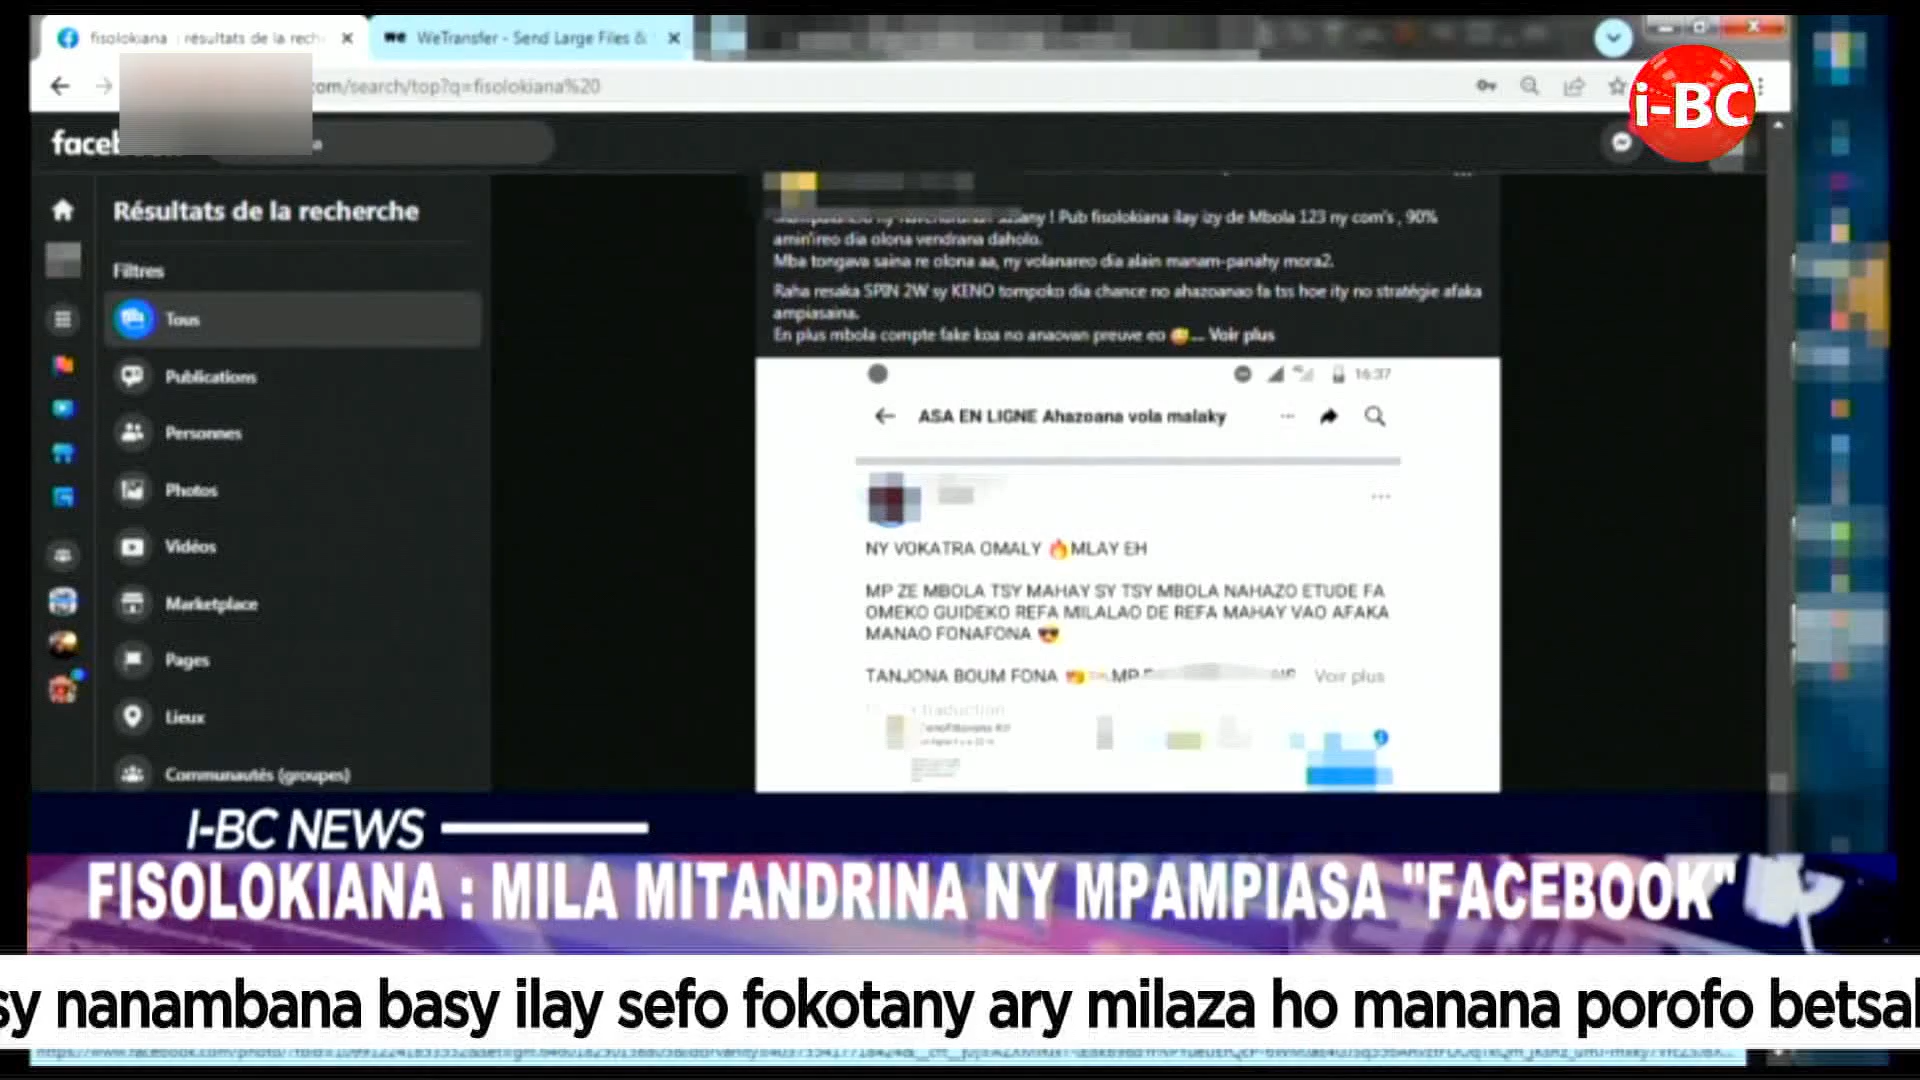 fisolokiana : résultats de la rech
WeTransfer - Send Large Files &
i-BC
com/search/top?q=fisolokiana%20
faceb
Résultats de la recherche
Filtres
Tous
Publications
Personnes
Photos
Vidéos
Marketplace
Pages
Lieux
Communautés (groupes)
! Pub fisolokiana ilay izy de Mbola 123 ny com's , 90%
amin'ireo dia olona vendrana daholo.
Mba tongava saina re olona aa, ny volanareo dia alain manam-panahy mora2.
Raha resaka SPIN 2W sy KENO tompoko dia chance no ahazoanao fa tss hoe ity no stratégie afaka
ampiasaina.
En plus mbola compte fake koa no anaovan preuve eo 😅... Voir plus
16:37
ASA EN LIGNE Ahazoana vola malaky
NY VOKATRA OMALY 🔥MLAY EH
MP ZE MBOLA TSY MAHAY SY TSY MBOLA NAHAZO ETUDE FA
OMEKO GUIDEKO REFA MILALAO DE REFA MAHAY VAO AFAKA
MANAO FONAFONA 😎
TANJONA BOUM FONA MP Voir plus
traduction
I-BC NEWS
FISOLOKIANA : MILA MITANDRINA NY MPAMPIASA "FACEBOOK"
sy nanambana basy ilay sefo fokotany ary milaza ho manana porofo betsak